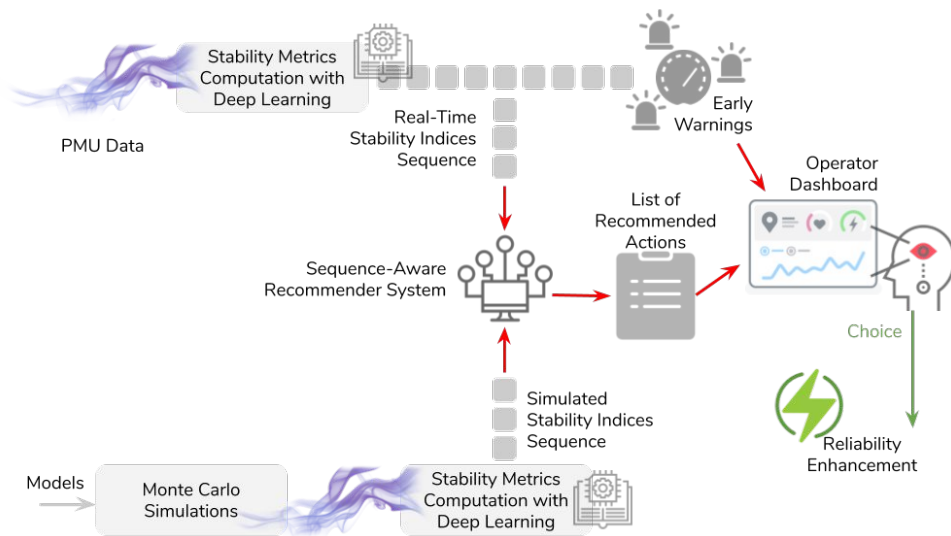 Stability Metrics
Computation with
Deep Learning
PMU Data
Real-Time
Stability Indices
Sequence
Early
Warnings
Operator
Dashboard
List of
Recommended
Actions
Sequence-Aware
Recommender System
Choice
Simulated
Stability Indices
Sequence
Reliability
Enhancement
Models
Monte Carlo
Simulations
Stability Metrics
Computation with
Deep Learning